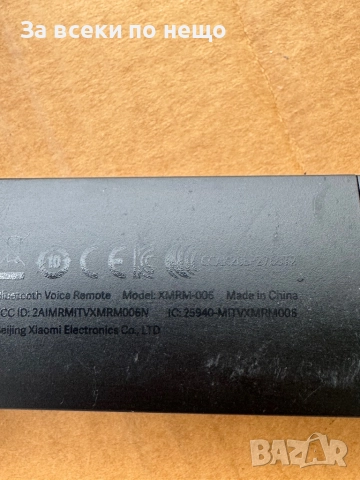 За всеки по нещо
Bluetooth Voice Remote Model: XMRM-006 Made in China
FCC ID: 2AIMRMITVXMRM006N IC: 25940-MITVXMRM006
Beijing Xiaomi Electronics Co., LTD
BAZAR